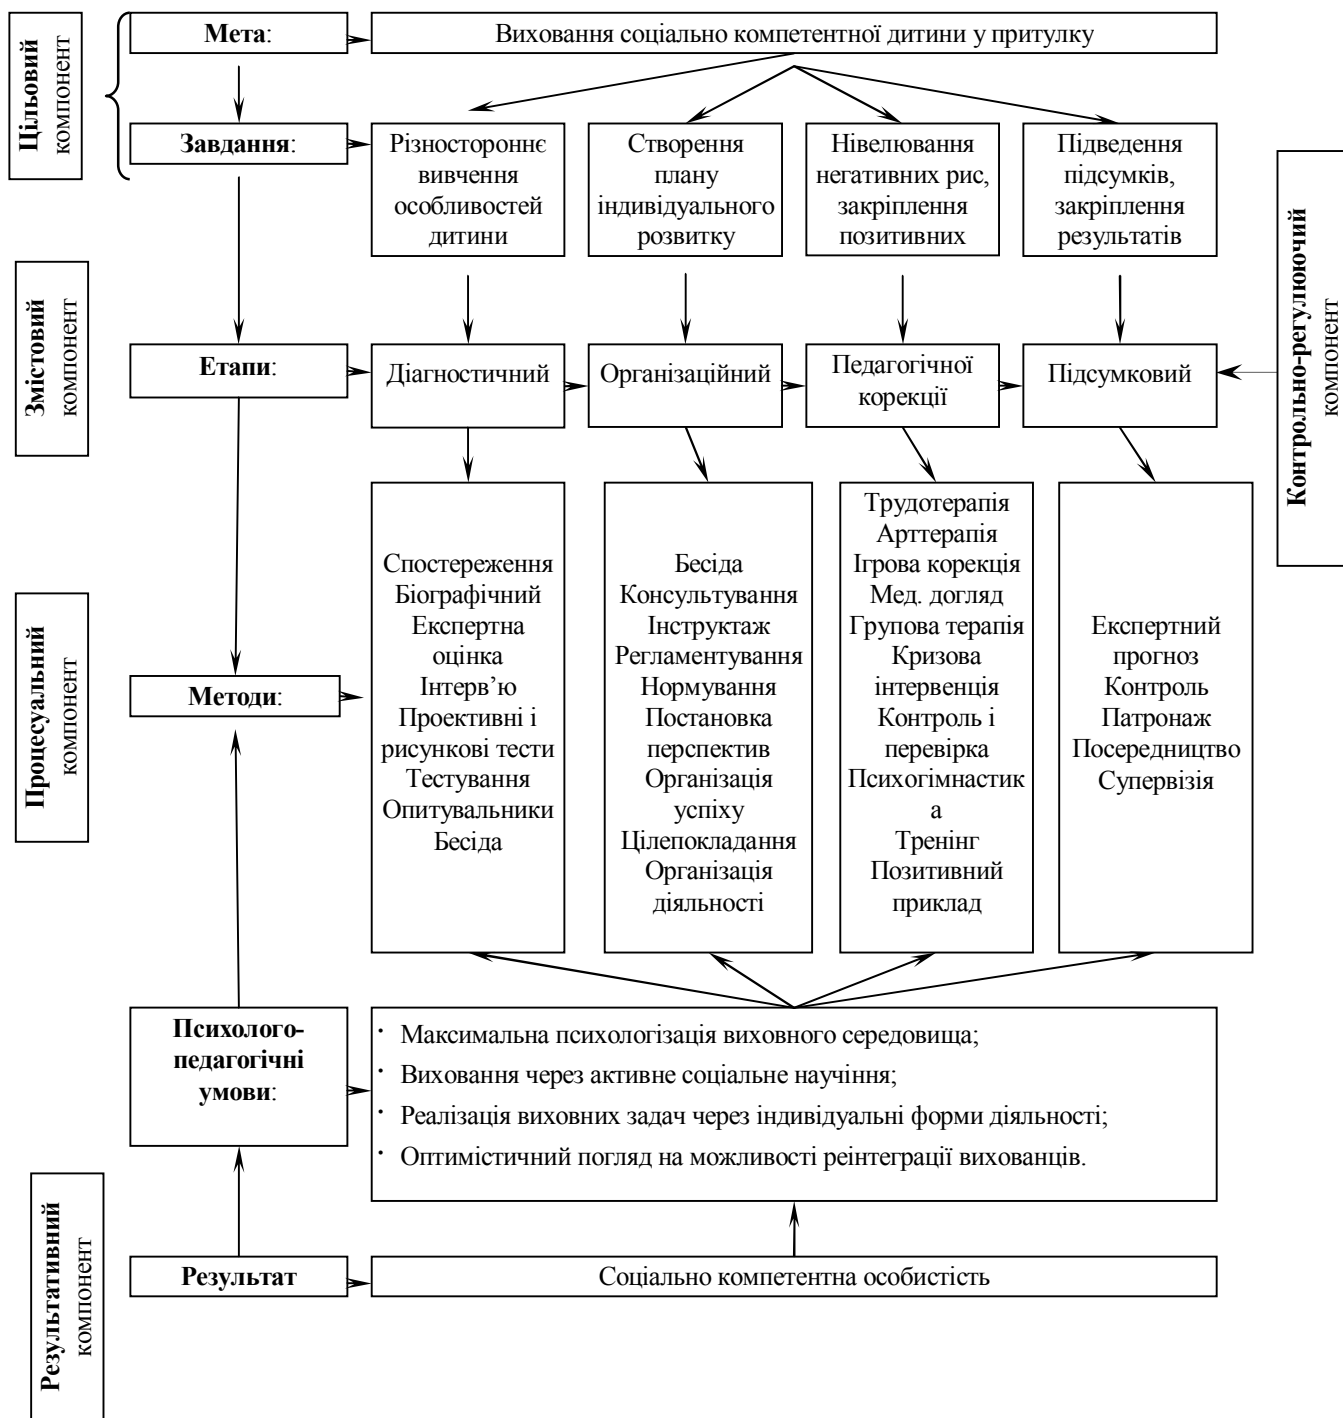 Цільовий
компонент
Мета:
Виховання соціально компетентної дитини у притулку
Завдання:
Різностороннє
вивчення
особливостей
дитини
Створення
плану
індивідуального
розвитку
Нівелювання
негативних рис,
закріплення
позитивних
Підведення
підсумків,
закріплення
результатів
Контрольно-регулюючий
компонент
Змістовий
компонент
Етапи:
Діагностичний
Організаційний
Педагогічної
корекції
Підсумковий
Процесуальний
компонент
Методи:
Спостереження
Біографічний
Експертна
оцінка
Інтерв’ю
Проективні і
рисункові тести
Тестування
Опитувальники
Бесіда
Бесіда
Консультування
Інструктаж
Регламентування
Нормування
Постановка
перспектив
Організація
успіху
Цілепокладання
Організація
діяльності
Трудотерапія
Арттерапія
Ігрова корекція
Мед. догляд
Групова терапія
Кризова
інтервенція
Контроль і
перевірка
Психогімнастик
а
Тренінг
Позитивний
приклад
Експертний
прогноз
Контроль
Патронаж
Посередництво
Супервізія
Психолого-
педагогічні
умови:
· Максимальна психологізація виховного середовища;
· Виховання через активне соціальне научіння;
· Реалізація виховних задач через індивідуальні форми діяльності;
· Оптимістичний погляд на можливості реінтеграції вихованців.
Результативний
компонент
Результат
Соціально компетентна особистість